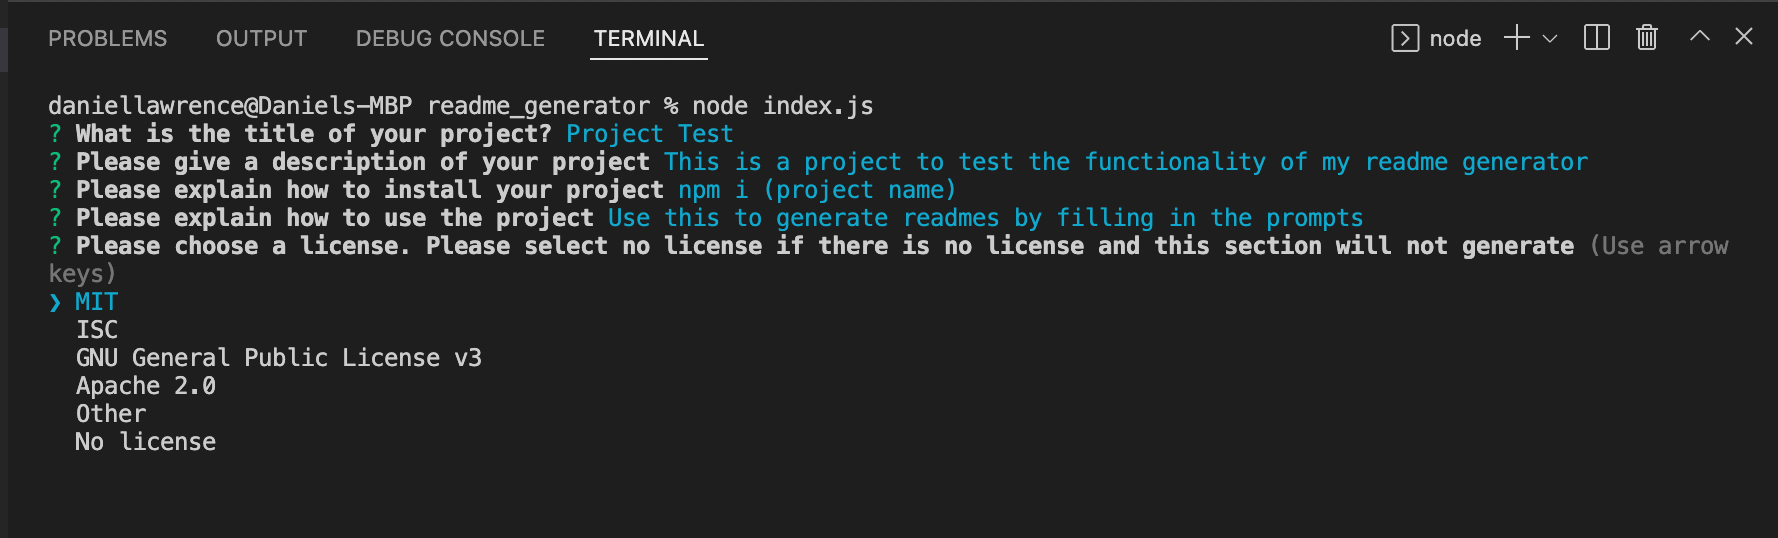 PROBLEMS OUTPUT DEBUG CONSOLE TERMINAL node
daniellawrence@Daniels-MBP readme_generator % node index.js
? What is the title of your project? Project Test
? Please give a description of your project This is a project to test the functionality of my readme generator
? Please explain how to install your project npm i (project name)
? Please explain how to use the project Use this to generate readmes by filling in the prompts
? Please choose a license. Please select no license if there is no license and this section will not generate (Use arrow
keys)
❯ MIT
ISC
GNU General Public License v3
Apache 2.0
Other
No license